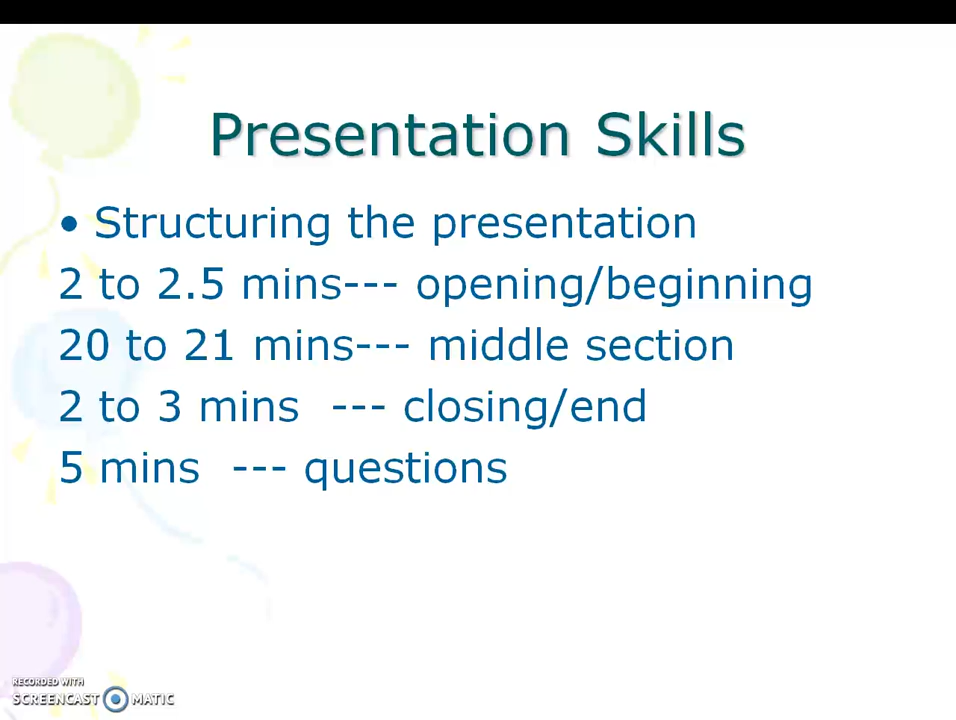 Presentation Skills
• Structuring the presentation
2 to 2.5 mins--- opening/beginning
20 to 21 mins--- middle section
2 to 3 mins --- closing/end
5 mins --- questions
RECORDED WITH
SCREENCAST MATIC